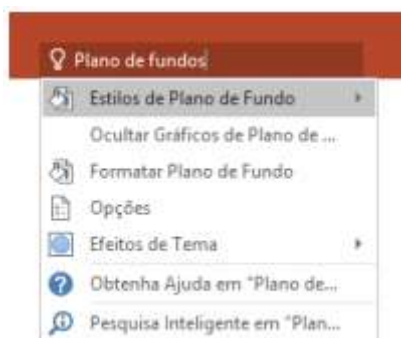 Plano de fundos
Estilos de Plano de Fundo
Ocultar Gráficos de Plano de ...
Formatar Plano de Fundo
Opções
Efeitos de Tema
Obtenha Ajuda em "Plano de...
Pesquisa Inteligente em "Plan...